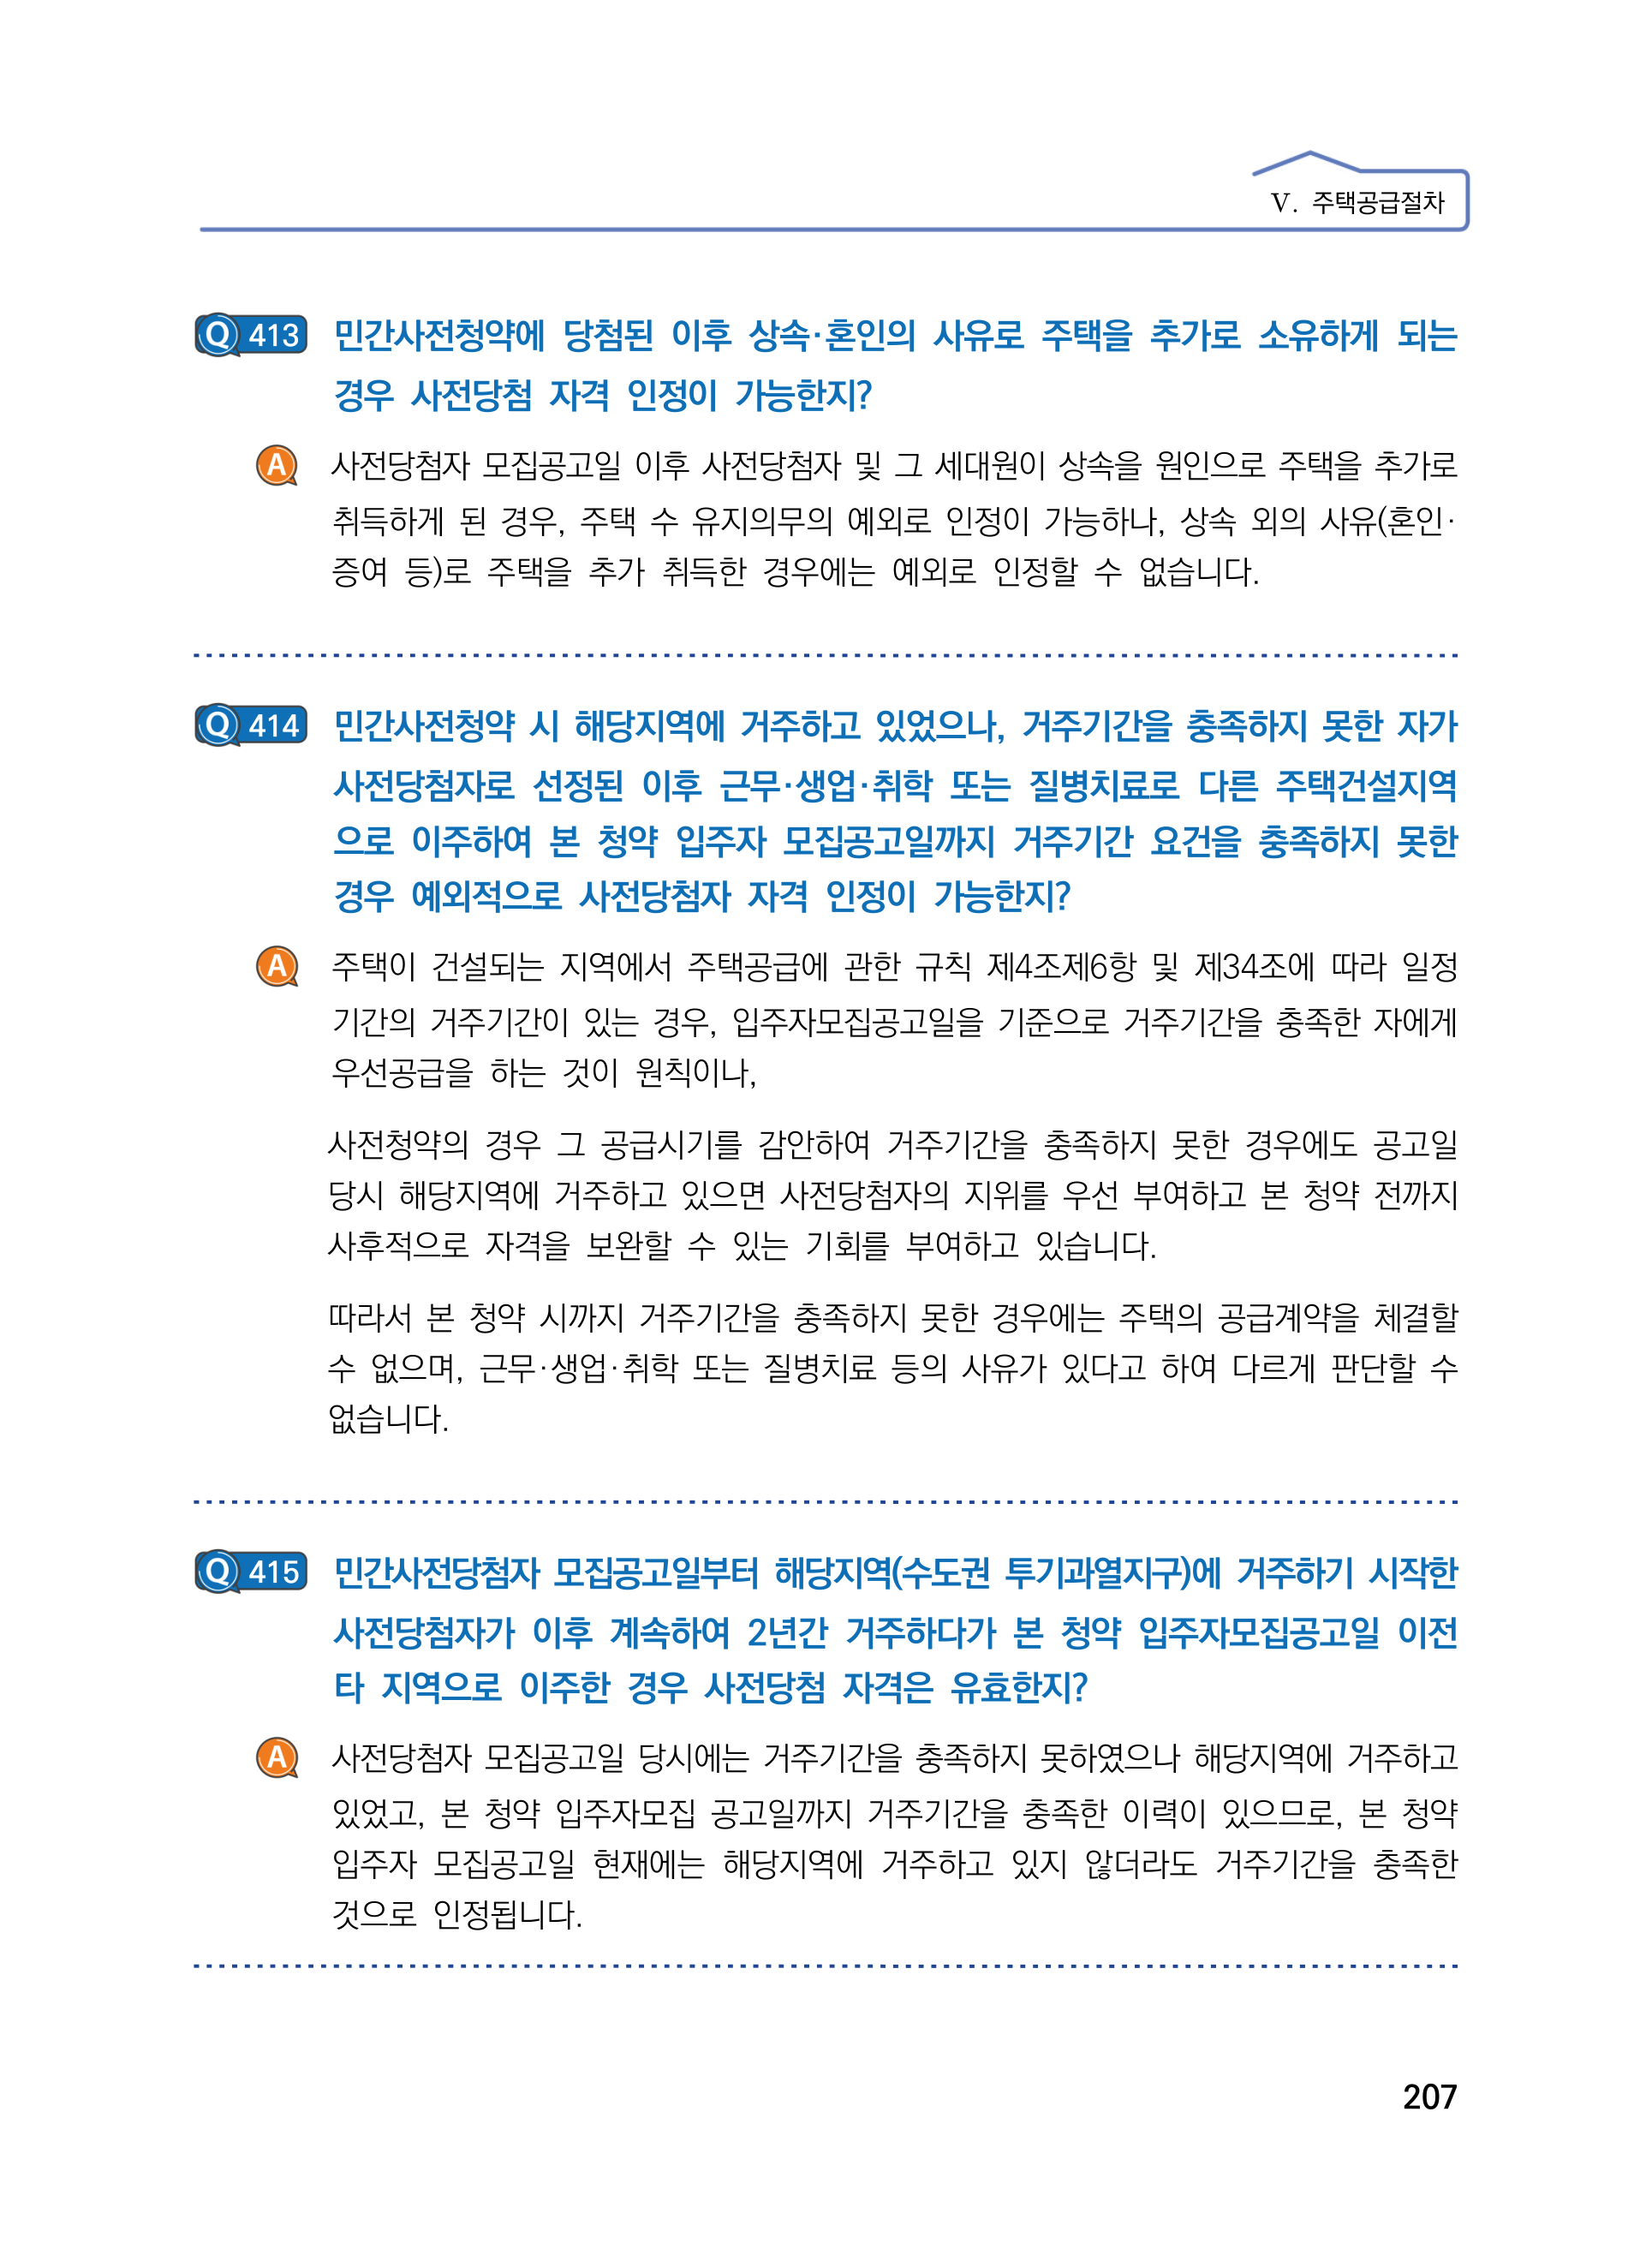 Ⅴ. 주택공급절차
Q 413 민간사전청약에 당첨된 이후 상속·혼인의 사유로 주택을 추가로 소유하게 되는
경우 사전당첨 자격 인정이 가능한지?
A 사전당첨자 모집공고일 이후 사전당첨자 및 그 세대원이 상속을 원인으로 주택을 추가로
취득하게 된 경우, 주택 수 유지의무의 예외로 인정이 가능하나, 상속 외의 사유(혼인·
증여 등)로 주택을 추가 취득한 경우에는 예외로 인정할 수 없습니다.
Q 414 민간사전청약 시 해당지역에 거주하고 있었으나, 거주기간을 충족하지 못한 자가
사전당첨자로 선정된 이후 근무·생업·취학 또는 질병치료로 다른 주택건설지역
으로 이주하여 본 청약 입주자 모집공고일까지 거주기간 요건을 충족하지 못한
경우 예외적으로 사전당첨자 자격 인정이 가능한지?
A 주택이 건설되는 지역에서 주택공급에 관한 규칙 제4조제6항 및 제34조에 따라 일정
기간의 거주기간이 있는 경우, 입주자모집공고일을 기준으로 거주기간을 충족한 자에게
우선공급을 하는 것이 원칙이나,
사전청약의 경우 그 공급시기를 감안하여 거주기간을 충족하지 못한 경우에도 공고일
당시 해당지역에 거주하고 있으면 사전당첨자의 지위를 우선 부여하고 본 청약 전까지
사후적으로 자격을 보완할 수 있는 기회를 부여하고 있습니다.
따라서 본 청약 시까지 거주기간을 충족하지 못한 경우에는 주택의 공급계약을 체결할
수 없으며, 근무·생업·취학 또는 질병치료 등의 사유가 있다고 하여 다르게 판단할 수
없습니다.
Q 415 민간사전당첨자 모집공고일부터 해당지역(수도권 투기과열지구)에 거주하기 시작한
사전당첨자가 이후 계속하여 2년간 거주하다가 본 청약 입주자모집공고일 이전
타 지역으로 이주한 경우 사전당첨 자격은 유효한지?
A 사전당첨자 모집공고일 당시에는 거주기간을 충족하지 못하였으나 해당지역에 거주하고
있었고, 본 청약 입주자모집 공고일까지 거주기간을 충족한 이력이 있으므로, 본 청약
입주자 모집공고일 현재에는 해당지역에 거주하고 있지 않더라도 거주기간을 충족한
것으로 인정됩니다.
207